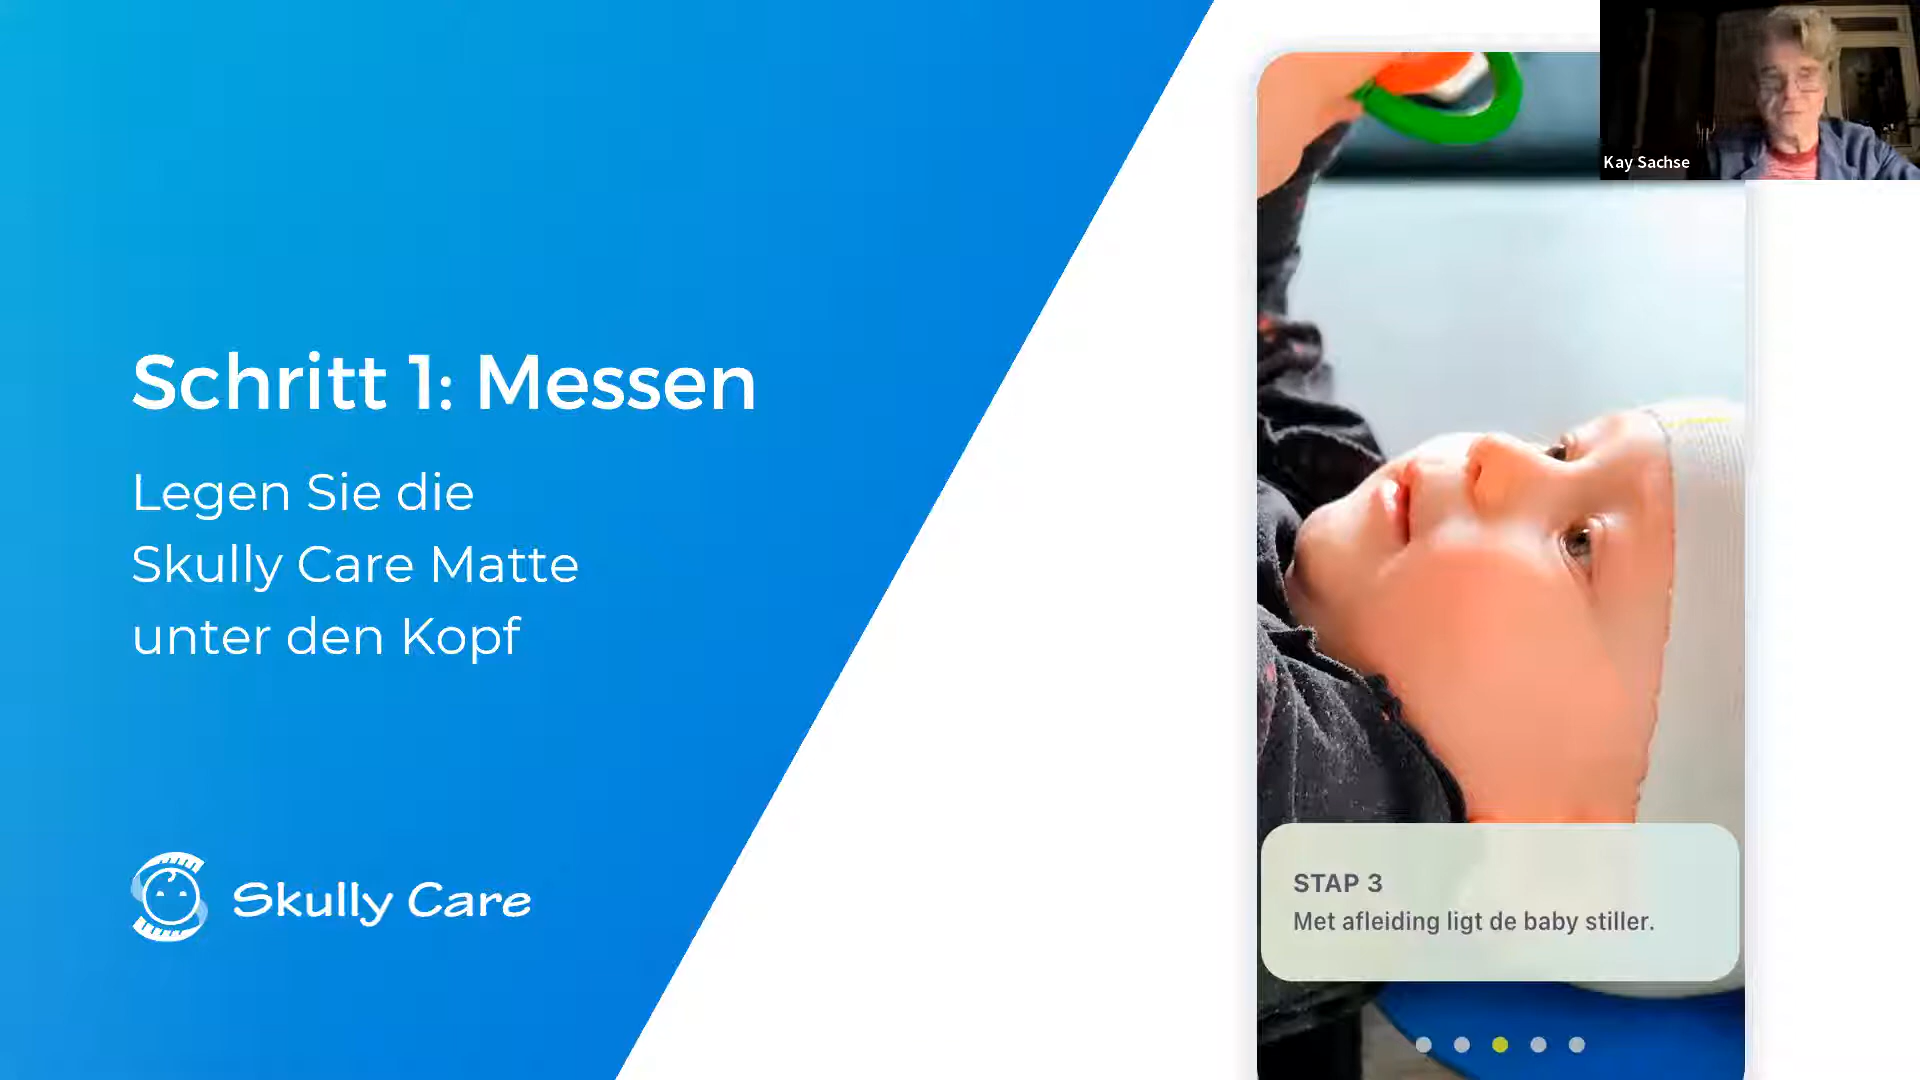 Schritt 1: Messen
Legen Sie die
Skully Care Matte
unter den Kopf
Skully Care
Kay Sachse
STAP 3
Met afleiding ligt de baby stiller.